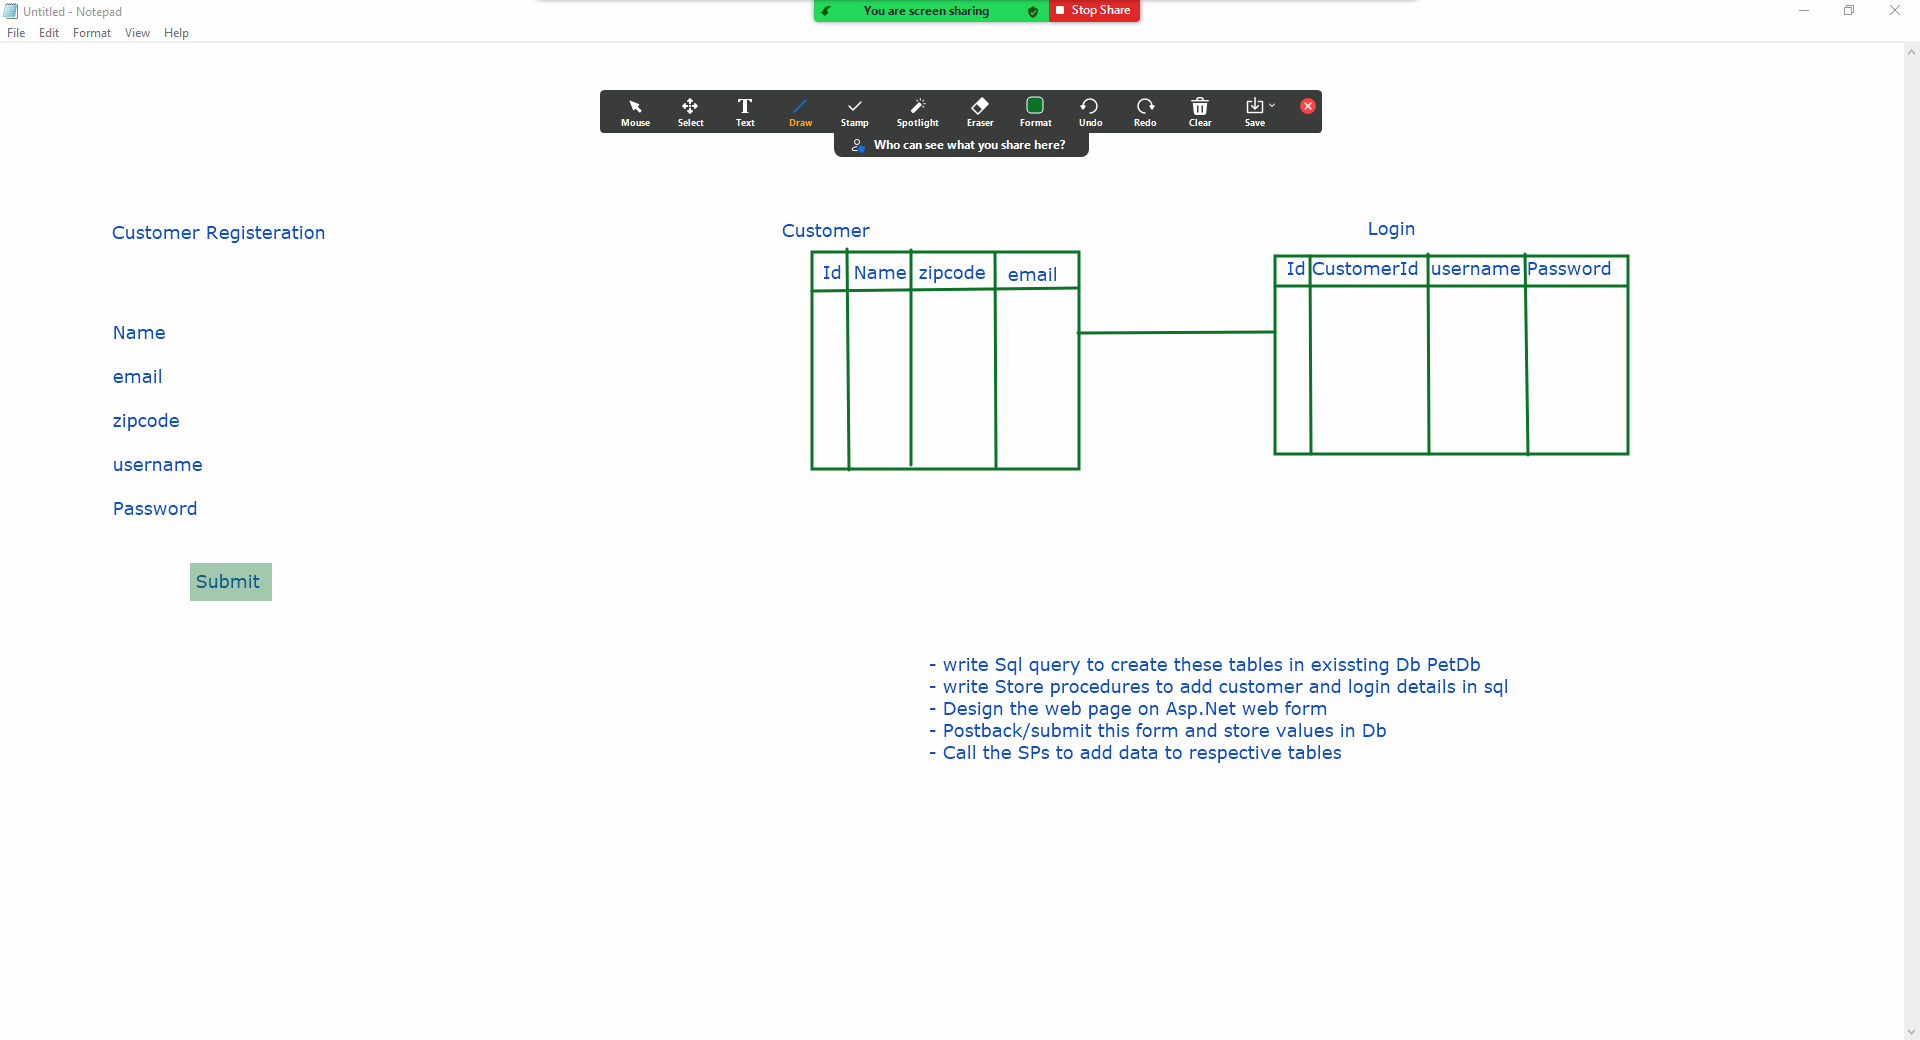 Untitled - Notepad
You are screen sharing
Stop Share
File Edit Format View Help
Mouse Select Text Draw Stamp Spotlight Eraser Format Undo Redo Clear Save
Who can see what you share here?
Customer Registeration
Name
email
zipcode
username
Password
Submit
Customer
Id Name zipcode email
Login
Id CustomerId username Password
- write Sql query to create these tables in exissting Db PetDb
- write Store procedures to add customer and login details in sql
- Design the web page on Asp.Net web form
- Postback/submit this form and store values in Db
- Call the SPs to add data to respective tables